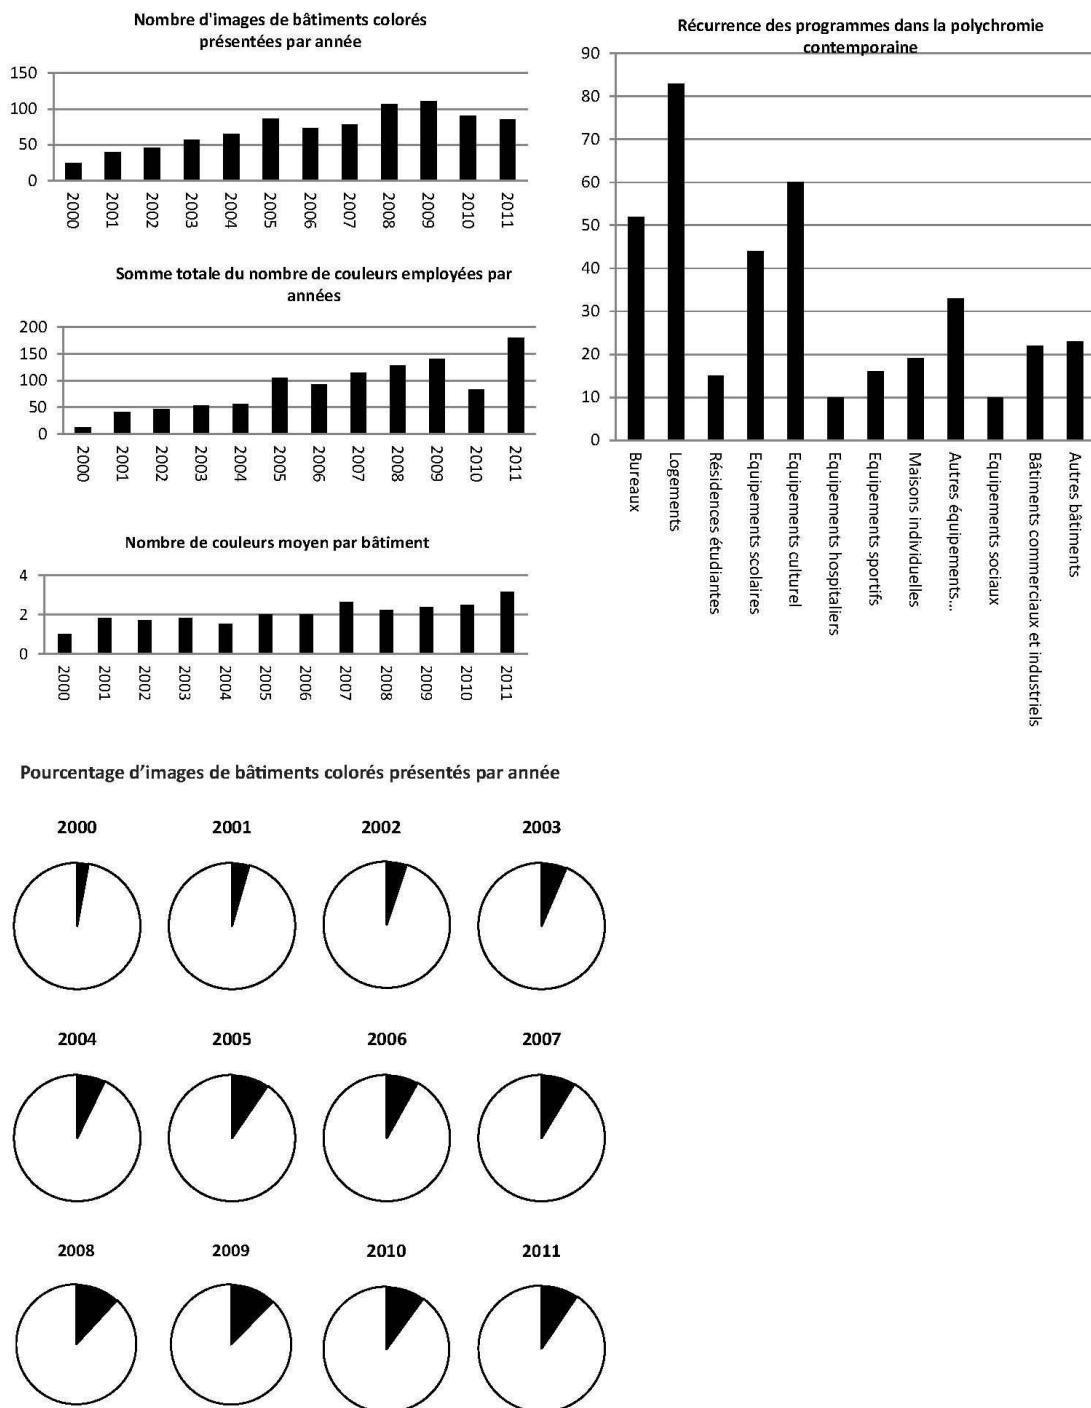 Nombre d'images de bâtiments colorés
présentées par année
150
100
50
0
2000
2001
2002
2003
2004
2005
2006
2007
2008
2009
2010
2011
Somme totale du nombre de couleurs employées par
années
200
150
100
50
0
2000
2001
2002
2003
2004
2005
2006
2007
2008
2009
2010
2011
Nombre de couleurs moyen par bâtiment
4
2
0
2000
2001
2002
2003
2004
2005
2006
2007
2008
2009
2010
2011
Récurrence des programmes dans la polychromie
contemporaine
90
80
70
60
50
40
30
20
10
0
Bureaux
Logements
Résidences étudiantes
Equipements scolaires
Equipements culturel
Equipements hospitaliers
Equipements sportifs
Maisons individuelles
Autres équipements...
Equipements sociaux
Bâtiments commerciaux et industriels
Autres bâtiments
Pourcentage d’images de bâtiments colorés présentés par année
2000 2001 2002 2003
2004 2005 2006 2007
2008 2009 2010 2011